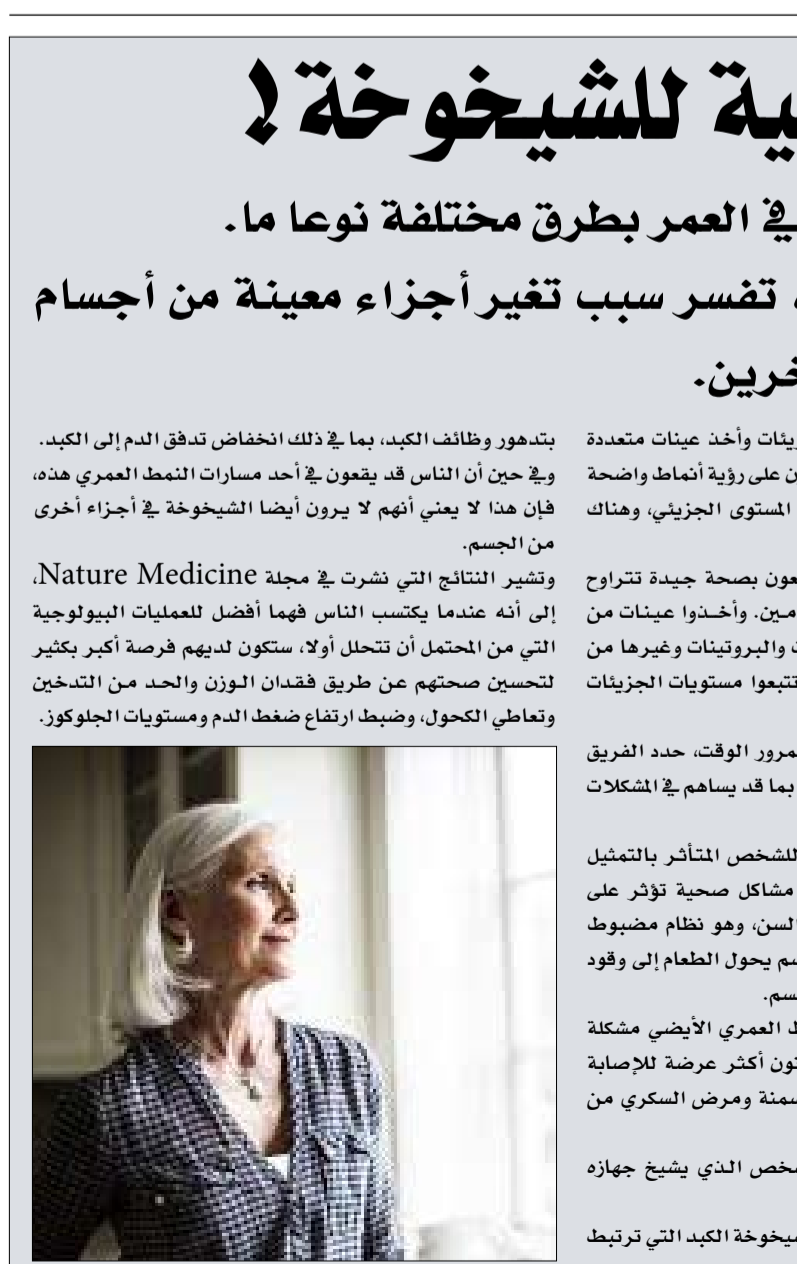 ية للشيخوخة!
في العمر بطرق مختلفة نوعا ما.
، تفسر سبب تغير أجزاء معينة من أجسام
خرين.
يئات وأخذ عينات متعددة
ن على رؤية أنماط واضحة
المستوى الجزيئي، وهناك
عون بصحة جيدة تتراوح
مين. وأخذوا عينات من
ت والبروتينات وغيرها من
تتبعوا مستويات الجزيئات
مرور الوقت، حدد الفريق
بما قد يساهم في المشكلات
للشخص المتأثر بالتمثيل
مشاكل صحية تؤثر على
لسن، وهو نظام مضبوط
سم يحول الطعام إلى وقود
سم.
ط العمري الأيضي مشكلة
نون أكثر عرضة للإصابة
سمنة ومرض السكري من
خص الذي يشيخ جهازه
يخوخة الكبد التي ترتبط
بتدهور وظائف الكبد، بما في ذلك انخفاض تدفق الدم إلى الكبد.
وفي حين أن الناس قد يقعون في أحد مسارات النمط العمري هذه،
فإن هذا لا يعني أنهم لا يرون أيضا الشيخوخة في أجزاء أخرى
من الجسم.
وتشير النتائج التي نشرت في مجلة Nature Medicine،
إلى أنه عندما يكتسب الناس فهما أفضل للعمليات البيولوجية
التي من المحتمل أن تتحلل أولا، ستكون لديهم فرصة أكبر بكثير
لتحسين صحتهم عن طريق فقدان الوزن والحد من التدخين
وتعاطي الكحول، وضبط ارتفاع ضغط الدم ومستويات الجلوكوز.